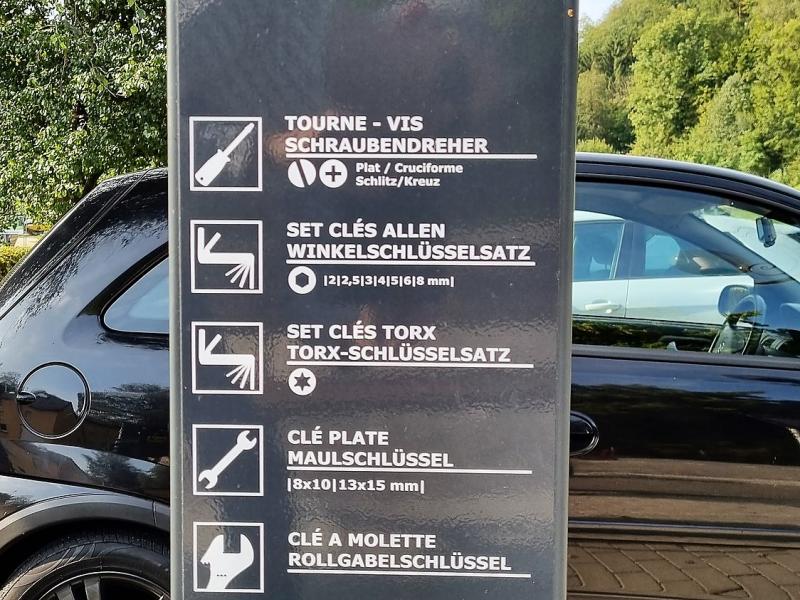 TOURNE - VIS
SCHRAUBENDREHER
Plat / Cruciforme
Schlitz/Kreuz
SET CLÉS ALLEN
WINKELSCHLÜSSELSATZ
|2|2,5|3|4|5|6|8 mm|
SET CLÉS TORX
TORX-SCHLÜSSELSATZ
CLÉ PLATE
MAULSCHLÜSSEL
|8x10|13x15 mm|
CLÉ A MOLETTE
ROLLGABELSCHLÜSSEL